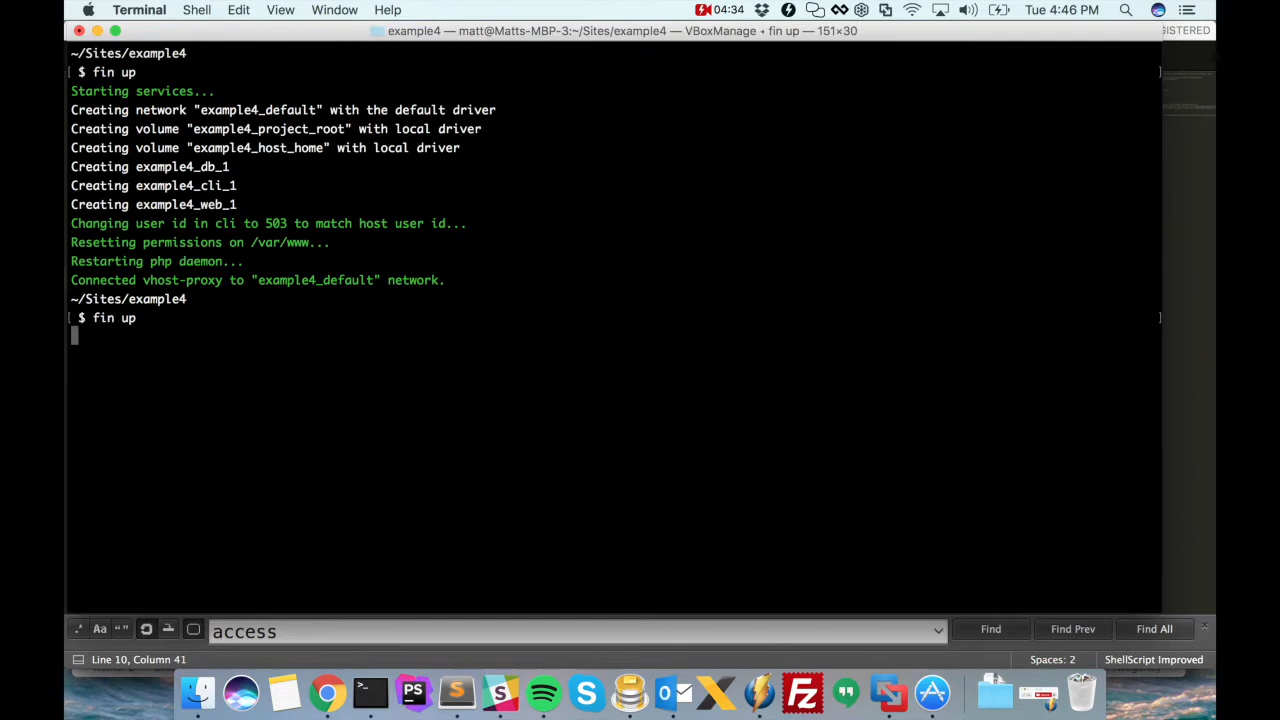 Terminal Shell Edit View Window Help 04:34 Tue 4:46 PM
example4 — matt@Matts-MBP-3:~/Sites/example4 — VBoxManage ◂ fin up — 151×30
ISTERED
~/Sites/example4
[ $ fin up ]
Starting services...
Creating network "example4_default" with the default driver
Creating volume "example4_project_root" with local driver
Creating volume "example4_host_home" with local driver
Creating example4_db_1
Creating example4_cli_1
Creating example4_web_1
Changing user id in cli to 503 to match host user id...
Resetting permissions on /var/www...
Restarting php daemon...
Connected vhost-proxy to "example4_default" network.
~/Sites/example4
[ $ fin up ]
.* Aa “” access Find Find Prev Find All
Line 10, Column 41 Spaces: 2 ShellScript Improved